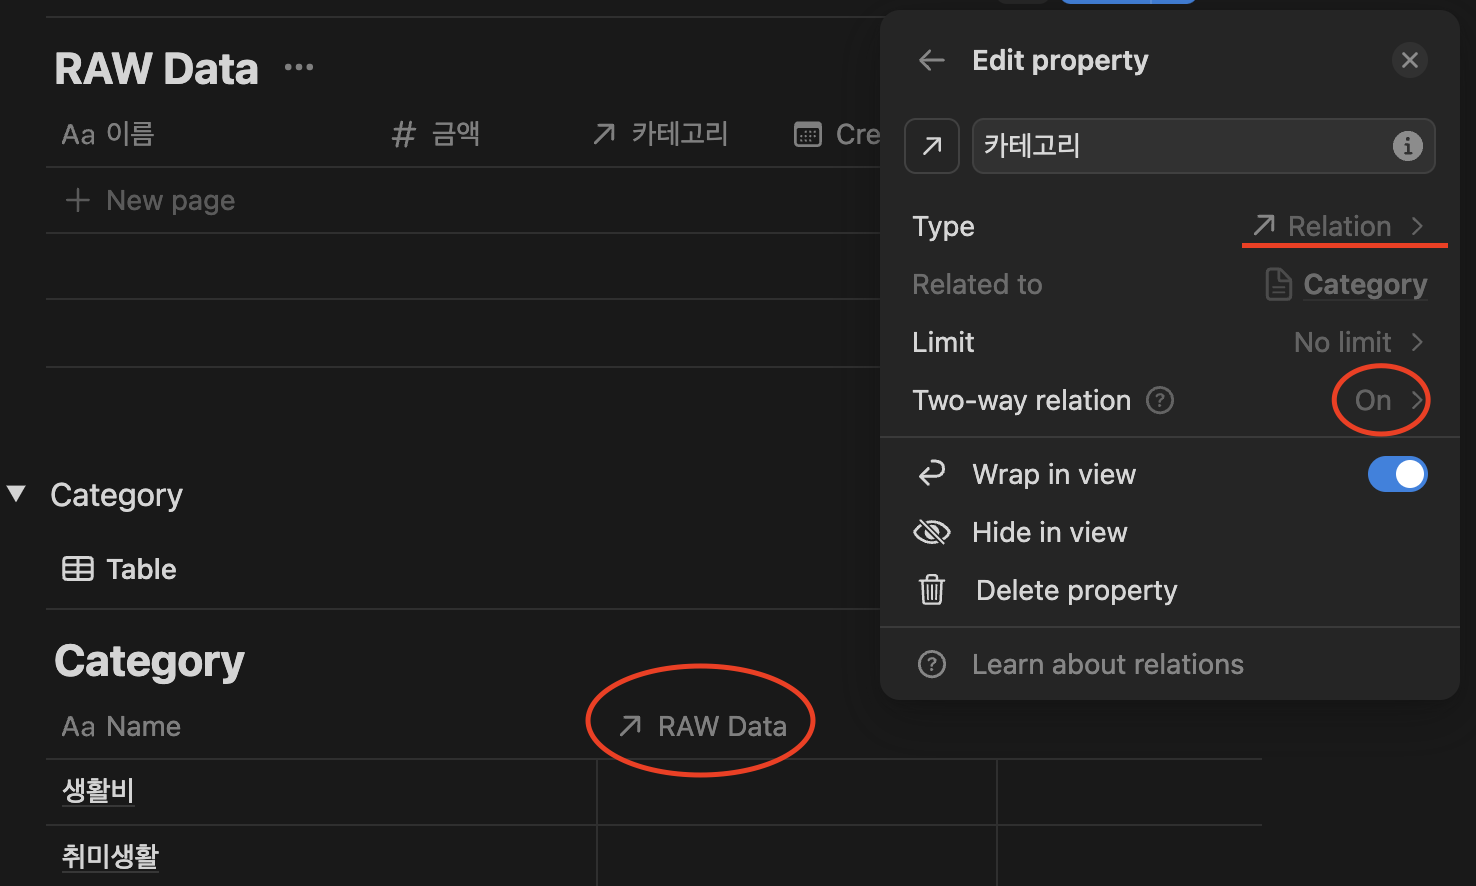 RAW Data ...
Aa 이름 # 금액 카테고리 Cre
+ New page
Category
Table
Category
Aa Name RAW Data
생활비
취미생활
Edit property
카테고리
Type Relation
Related to Category
Limit No limit
Two-way relation On
Wrap in view
Hide in view
Delete property
Learn about relations